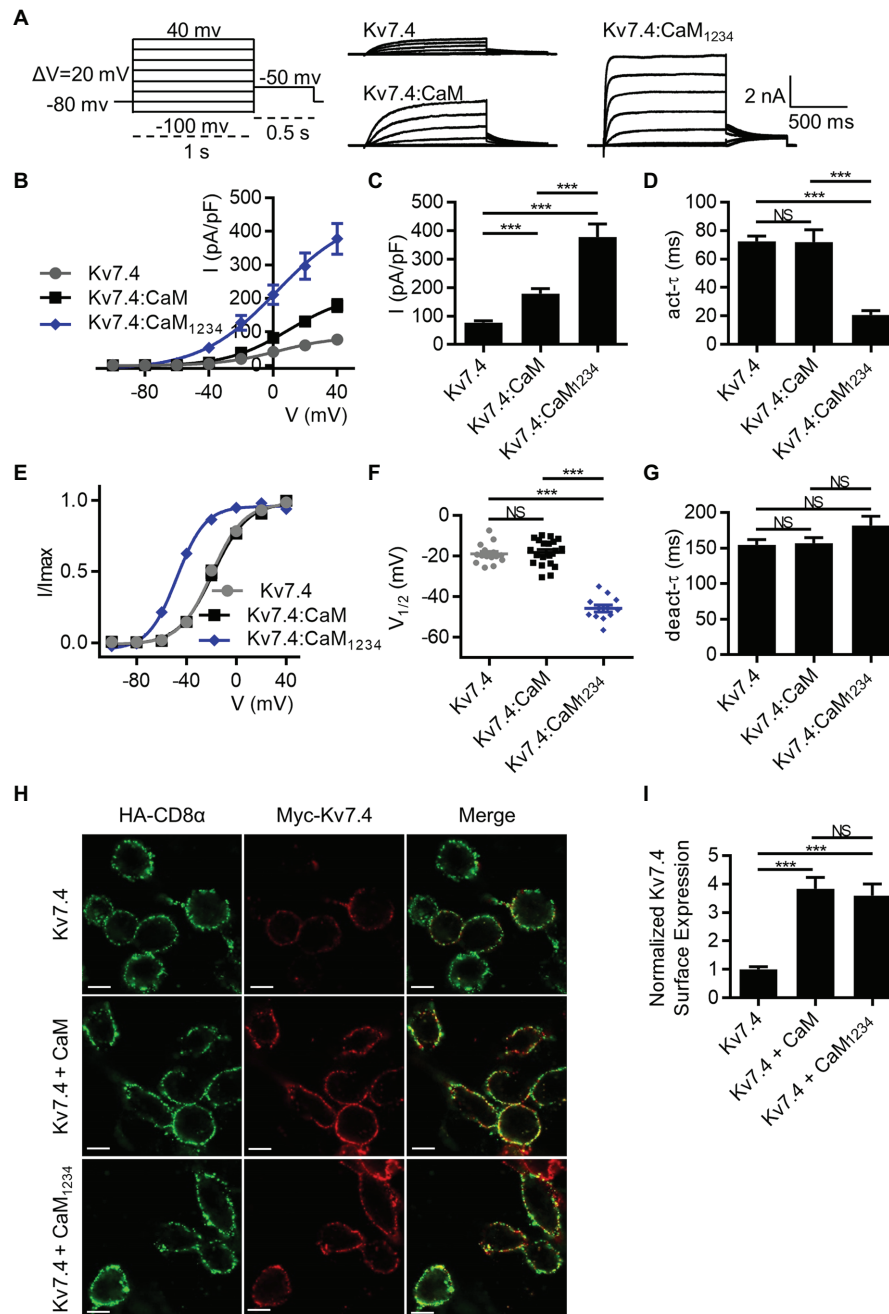 A
40 mv
ΔV=20 mV
-50 mv
-80 mv
-100 mv
0.5 s
1 s
Kv7.4
Kv7.4:CaM
Kv7.4:CaM₁₂₃₄
2 nA
500 ms
B
I (pA/pF)
500
400
300
200
100
0
Kv7.4
Kv7.4:CaM
Kv7.4:CaM₁₂₃₄
-80
-40
0
40
V (mV)
C
***
***
***
I (pA/pF)
500
400
300
200
100
0
Kv7.4
Kv7.4:CaM
Kv7.4:CaM₁₂₃₄
D
***
***
NS
act-τ (ms)
100
80
60
40
20
0
Kv7.4
Kv7.4:CaM
Kv7.4:CaM₁₂₃₄
E
I/Imax
1.0
0.5
0.0
Kv7.4
Kv7.4:CaM
Kv7.4:CaM₁₂₃₄
-80
-40
0
40
V (mV)
F
***
***
NS
V₁/₂ (mV)
0
-20
-40
-60
Kv7.4
Kv7.4:CaM
Kv7.4:CaM₁₂₃₄
G
NS
NS
NS
deact-τ (ms)
200
150
100
50
0
Kv7.4
Kv7.4:CaM
Kv7.4:CaM₁₂₃₄
H
HA-CD8α
Myc-Kv7.4
Merge
Kv7.4
Kv7.4 + CaM
Kv7.4 + CaM₁₂₃₄
I
NS
***
***
Normalized Kv7.4
Surface Expression
5
4
3
2
1
0
Kv7.4
Kv7.4 + CaM
Kv7.4 + CaM₁₂₃₄